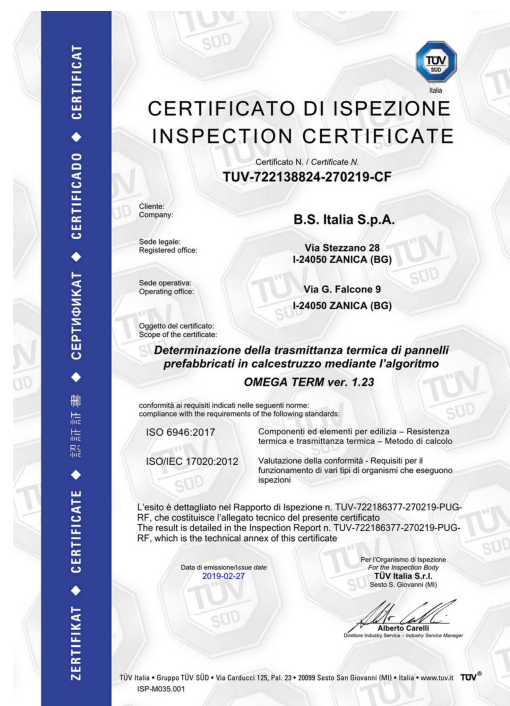 TÜV
SÜD
Italia
CERTIFICATO DI ISPEZIONE
INSPECTION CERTIFICATE
Certificato N. / Certificate N.
TUV-722138824-270219-CF
Cliente:
Company:
B.S. Italia S.p.A.
Sede legale:
Registered office:
Via Stezzano 28
I-24050 ZANICA (BG)
Sede operativa:
Operating office:
Via G. Falcone 9
I-24050 ZANICA (BG)
Oggetto del certificato:
Scope of the certificate:
Determinazione della trasmittanza termica di pannelli
prefabbricati in calcestruzzo mediante l'algoritmo
OMEGA TERM ver. 1.23
conformità ai requisiti indicati nelle seguenti norme:
compliance with the requirements of the following standards:
ISO 6946:2017
Componenti ed elementi per edilizia – Resistenza
termica e trasmittanza termica – Metodo di calcolo
ISO/IEC 17020:2012
Valutazione della conformità - Requisiti per il
funzionamento di vari tipi di organismi che eseguono
ispezioni
L'esito è dettagliato nel Rapporto di Ispezione n. TUV-722186377-270219-PUG-
RF, che costituisce l'allegato tecnico del presente certificato
The result is detailed in the Inspection Report n. TUV-722186377-270219-PUG-
RF, which is the technical annex of this certificate
Data di emissione/Issue date
2019-02-27
Per l'Organismo di Ispezione
For the Inspection Body
TÜV Italia S.r.l.
Sesto S. Giovanni (MI)
Alberto Carelli
Direttore Industry Service – Industry Service Manager
TÜV Italia • Gruppo TÜV SÜD • Via Carducci 125, Pal. 23 • 20099 Sesto San Giovanni (MI) • Italia • www.tuv.it TÜV®
ISP-M035.001
ZERTIFIKAT ◆ CERTIFICATE ◆ 認証証書 ◆ СЕРТИФИКАТ ◆ CERTIFICADO ◆ CERTIFICAT